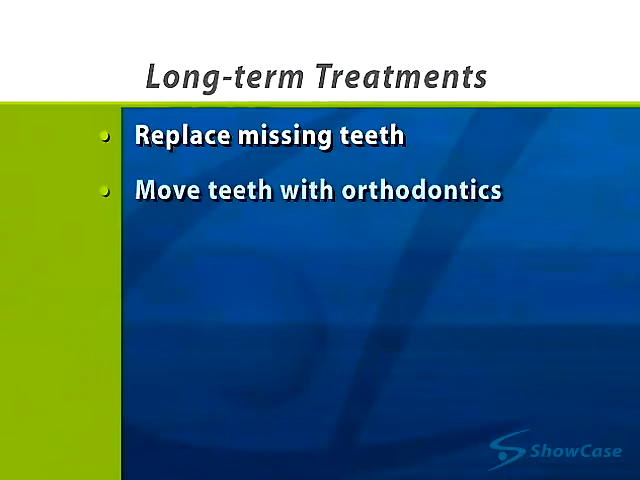 Long-term Treatments
• Replace missing teeth
• Move teeth with orthodontics
ShowCase